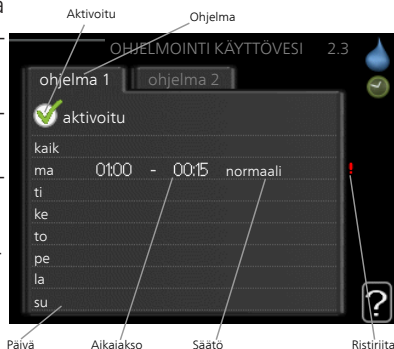 Aktivoitu
Ohjelma
OHJELMOINTI KÄYTTÖVESI 2.3
ohjelma 1 ohjelma 2
aktivoitu
kaik
ma 01:00 - 00:15 normaali !
ti
ke
to
pe
la
su
?
Päivä Aikajakso Säätö Ristiriita